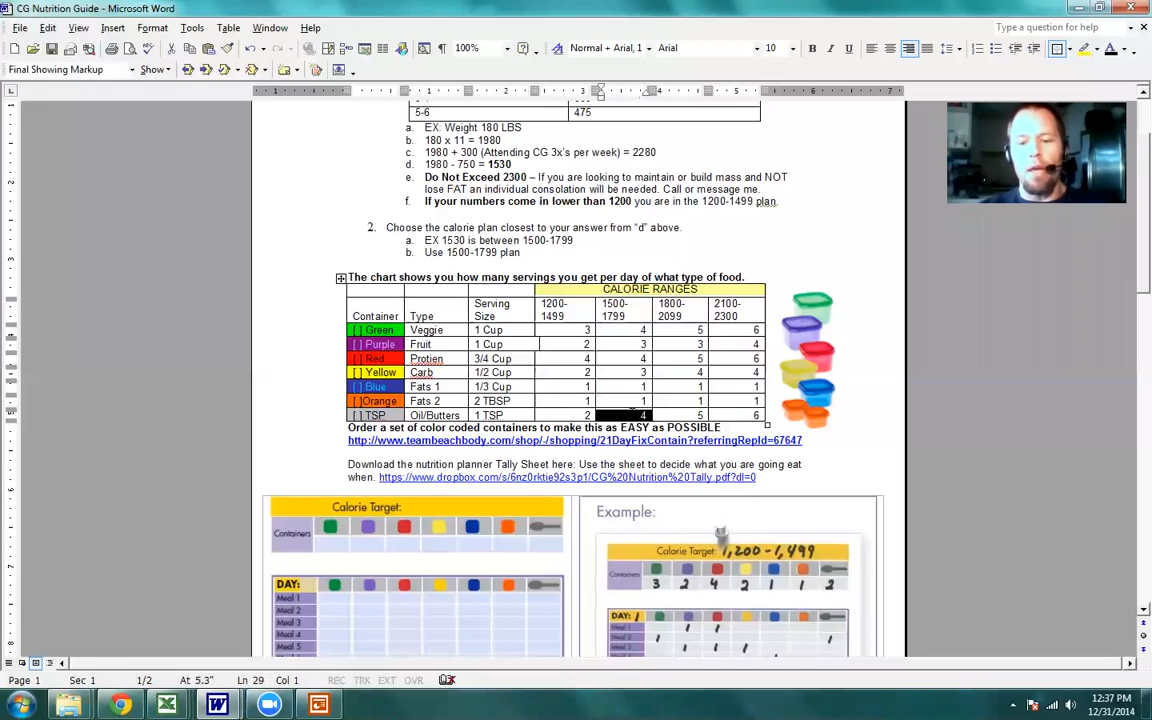 CG Nutrition Guide - Microsoft Word
File Edit View Insert Format Tools Table Window Help
Type a question for help
100%
Normal + Arial, 1
Arial
10
B I U
Final Showing Markup
Show
5-6 475
a. EX: Weight 180 LBS
b. 180 x 11 = 1980
c. 1980 + 300 (Attending CG 3x's per week) = 2280
d. 1980 - 750 = 1530
e. Do Not Exceed 2300 – If you are looking to maintain or build mass and NOT
lose FAT an individual consolation will be needed. Call or message me.
f. If your numbers come in lower than 1200 you are in the 1200-1499 plan.
2. Choose the calorie plan closest to your answer from "d" above.
a. EX 1530 is between 1500-1799
b. Use 1500-1799 plan
The chart shows you how many servings you get per day of what type of food.
CALORIE RANGES
Container Type Serving Size 1200-1499 1500-1799 1800-2099 2100-2300
[ ] Green Veggie 1 Cup 3 4 5 6
[ ] Purple Fruit 1 Cup 2 3 3 4
[ ] Red Protien 3/4 Cup 4 4 5 6
[ ] Yellow Carb 1/2 Cup 2 3 4 4
[ ] Blue Fats 1 1/3 Cup 1 1 1 1
[ ]Orange Fats 2 2 TBSP 1 1 1 1
[ ] TSP Oil/Butters 1 TSP 2 4 5 6
Order a set of color coded containers to make this as EASY as POSSIBLE
http://www.teambeachbody.com/shop/-/shopping/21DayFixContain?referringRepId=67647
Download the nutrition planner Tally Sheet here: Use the sheet to decide what you are going eat
when. https://www.dropbox.com/s/6nz0rktie92s3p1/CG%20Nutrition%20Tally.pdf?dl=0
Calorie Target:
Containers
DAY:
Meal 1
Meal 2
Meal 3
Meal 4
Meal 5
Example:
Calorie Target: 1,200-1,499
Containers 3 2 4 2 1 1 2
DAY: 1
Meal 1
Meal 2
Meal 3
Page 1 Sec 1 1/2 At 5.3" Ln 29 Col 1 REC TRK EXT OVR
12:37 PM
12/31/2014